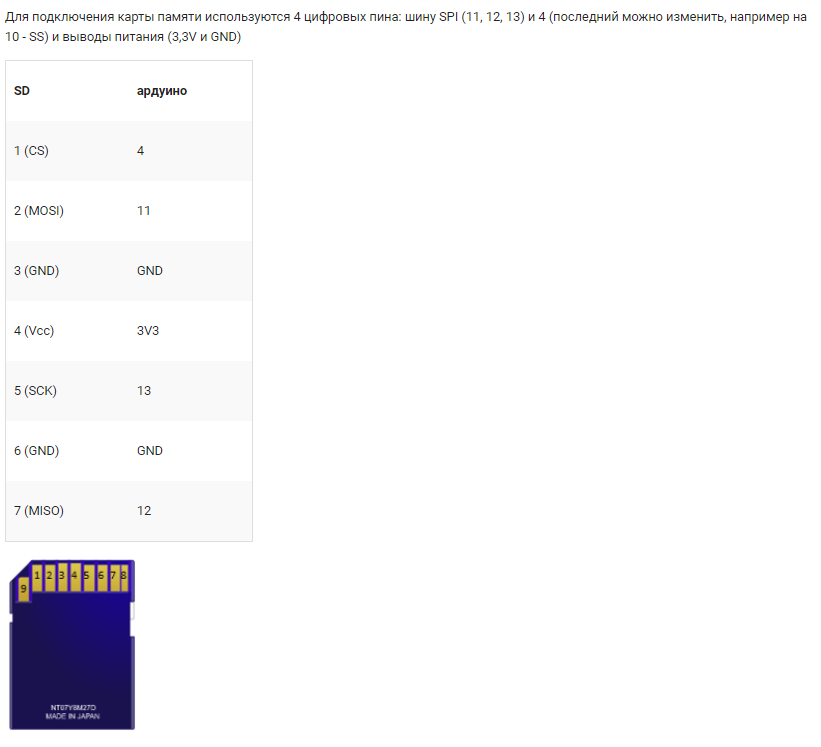 Для подключения карты памяти используются 4 цифровых пина: шину SPI (11, 12, 13) и 4 (последний можно изменить, например на
10 - SS) и выводы питания (3,3V и GND)
SD ардуино
1 (CS) 4
2 (MOSI) 11
3 (GND) GND
4 (Vcc) 3V3
5 (SCK) 13
6 (GND) GND
7 (MISO) 12
9 1 2 3 4 5 6 7 8
NT07Y8M27D
MADE IN JAPAN